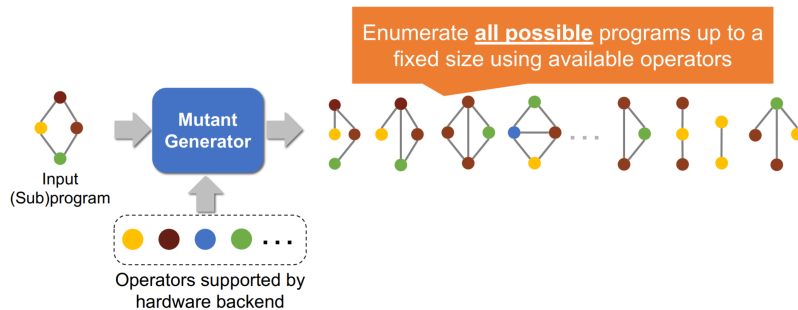 Enumerate all possible programs up to a
fixed size using available operators
Mutant
Generator
Input
(Sub)program
Operators supported by
hardware backend